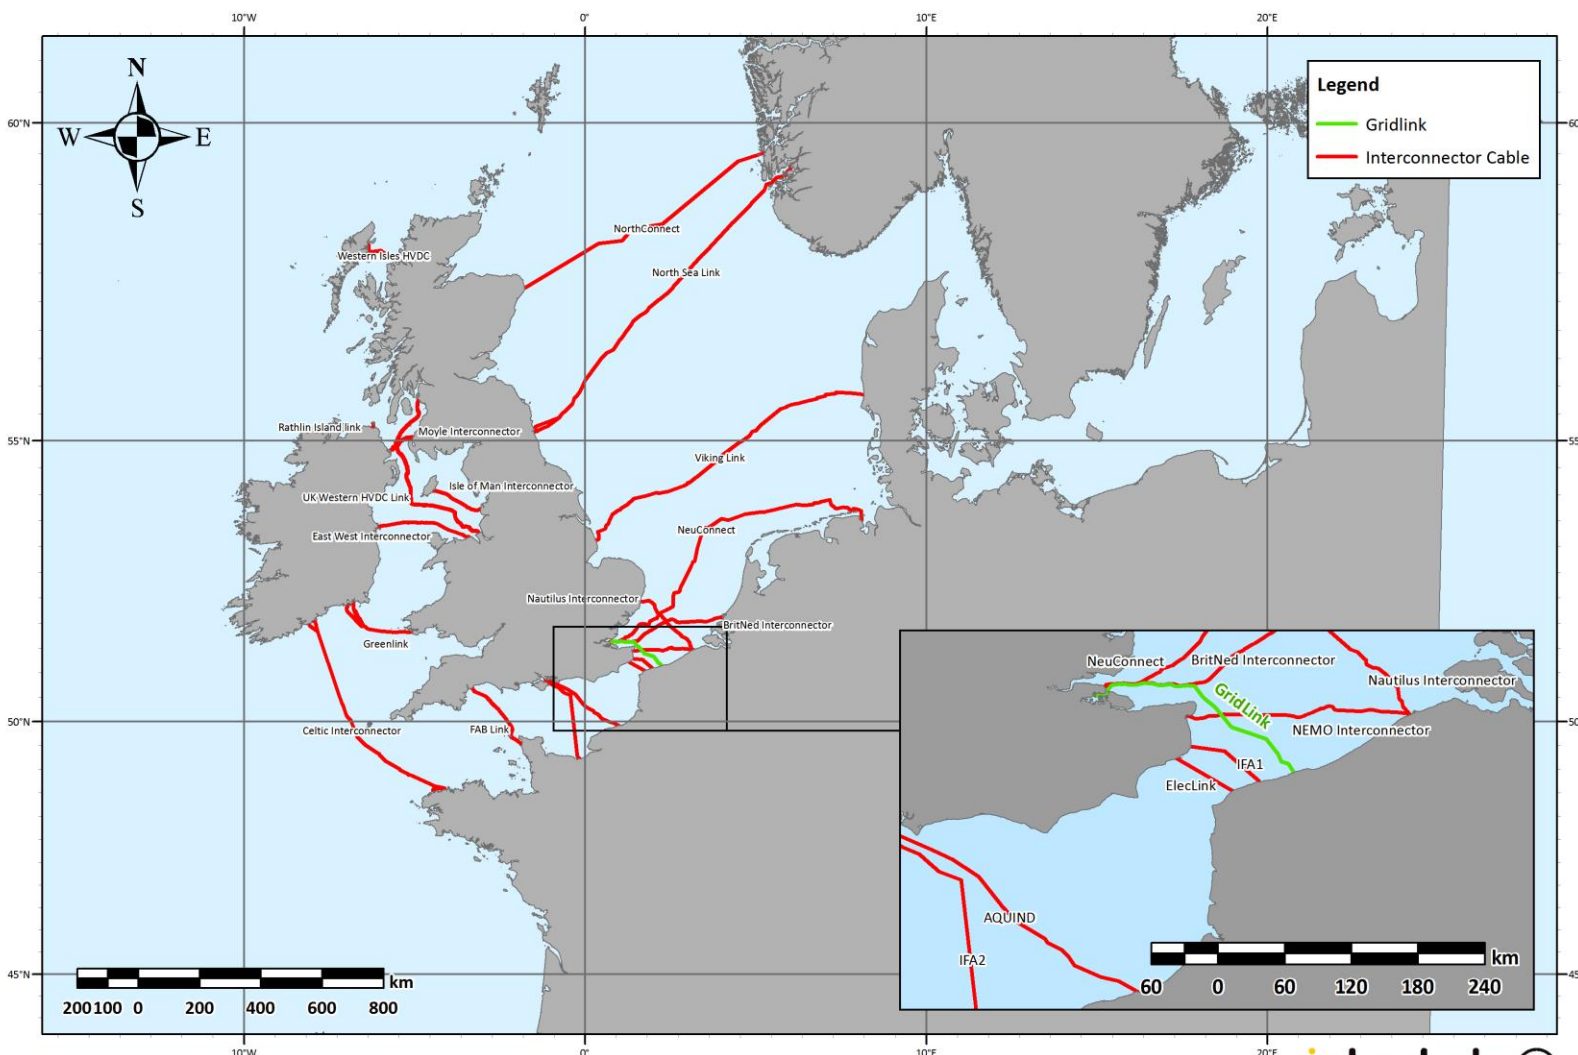 10°W 0° 10°E 20°E
N
W E
S
Legend
Gridlink
Interconnector Cable
60°N
NorthConnect
Western Isles HVDC
North Sea Link
Rathlin Island link
Moyle Interconnector
55°N
Viking Link
Isle of Man Interconnector
UK Western HVDC Link
NeuConnect
East West Interconnector
Nautilus Interconnector
BritNed Interconnector
Greenlink
NeuConnect
BritNed Interconnector
Nautilus Interconnector
GridLink
NEMO Interconnector
50°N
Celtic Interconnector
FAB Link
IFA1
ElecLink
AQUIND
IFA2
km
60 0 60 120 180 240
45°N
km
200 100 0 200 400 600 800
10°W 0° 10°E 20°E